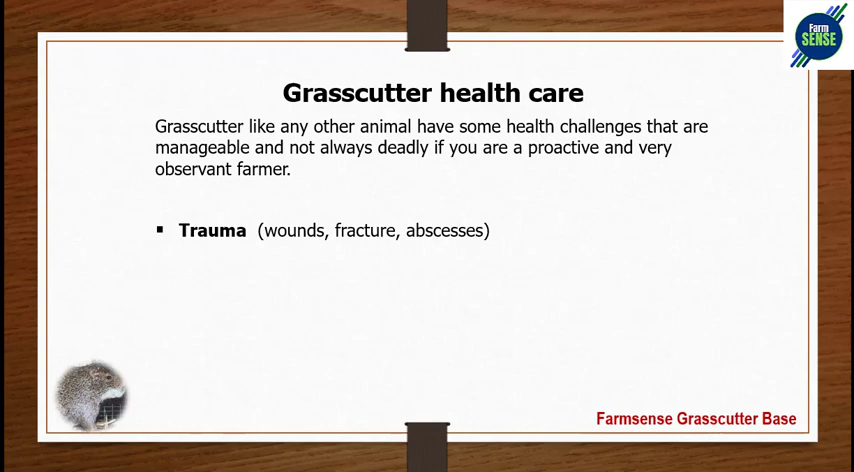 Farm
SENSE
Grasscutter health care
Grasscutter like any other animal have some health challenges that are
manageable and not always deadly if you are a proactive and very
observant farmer.
▪ Trauma (wounds, fracture, abscesses)
Farmsense Grasscutter Base